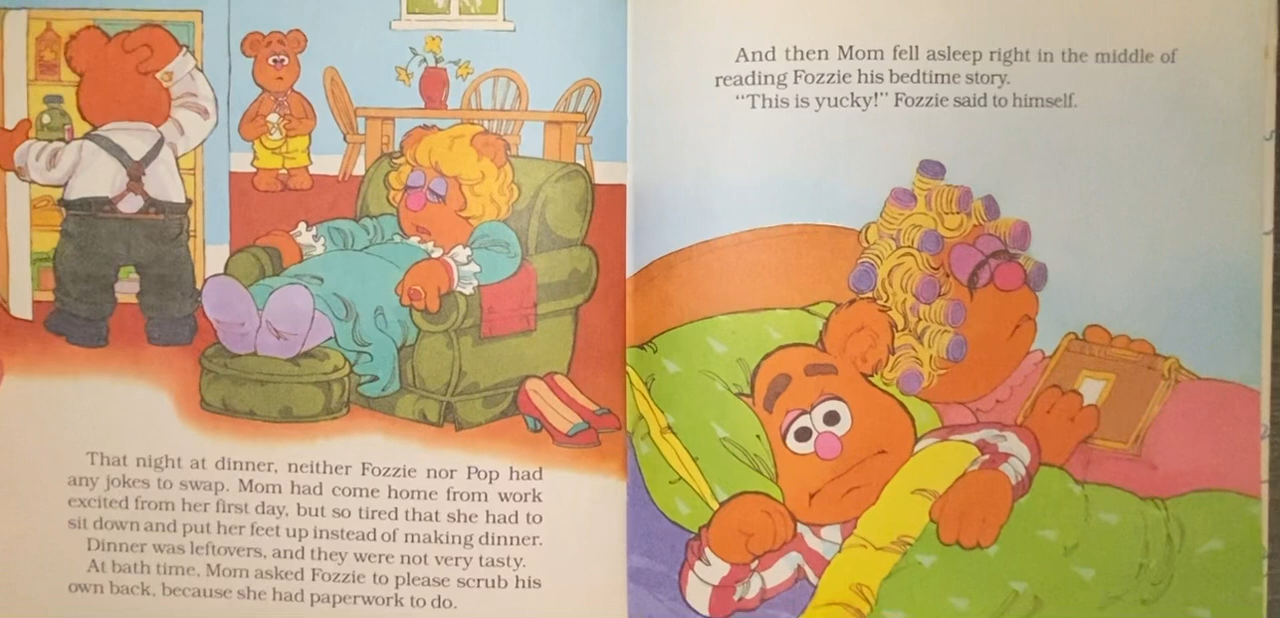 That night at dinner, neither Fozzie nor Pop had
any jokes to swap. Mom had come home from work
excited from her first day, but so tired that she had to
sit down and put her feet up instead of making dinner.
Dinner was leftovers, and they were not very tasty.
At bath time, Mom asked Fozzie to please scrub his
own back, because she had paperwork to do.
And then Mom fell asleep right in the middle of
reading Fozzie his bedtime story.
“This is yucky!” Fozzie said to himself.